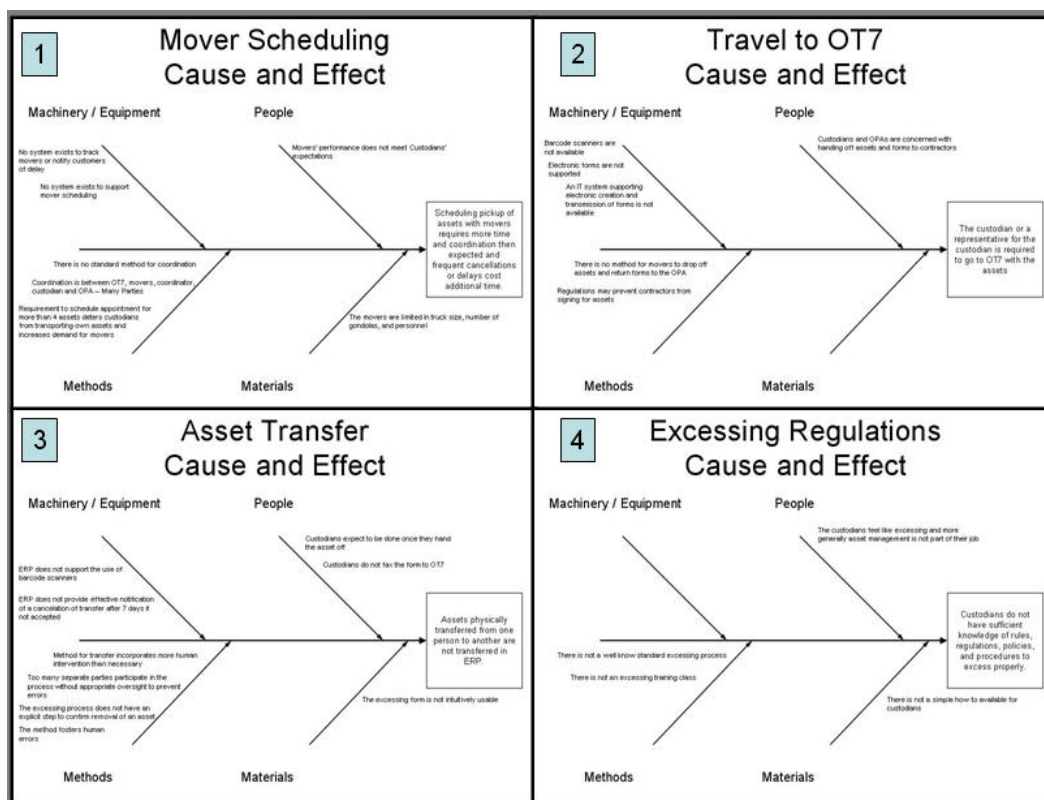 1
Mover Scheduling
Cause and Effect
Machinery / Equipment
People
No system exists to track
movers or notify customers
of delay
No system exists to support
mover scheduling
Movers' performance does not meet Custodians'
expectations
Scheduling pickup of
assets with movers
requires more time
and coordination then
expected and
frequent cancellations
or delays cost
additional time.
There is no standard method for coordination
Coordination is between OT7, movers, coordinator,
custodian and OPA – Many Parties
Requirement to schedule appointment for
more than 4 assets deters custodians
from transporting own assets and
increases demand for movers
The movers are limited in truck size, number of
gondolas, and personnel
Methods
Materials
2
Travel to OT7
Cause and Effect
Machinery / Equipment
People
Barcode scanners are
not available
Electronic forms are not
supported
An IT system supporting
electronic creation and
transmission of forms is not
available
Custodians and OPAs are concerned with
handing off assets and forms to contractors
The custodian or a
representative for the
custodian is required
to go to OT7 with the
assets
There is no method for movers to drop off
assets and return forms to the OPA
Regulations may prevent contractors from
signing for assets
Methods
Materials
3
Asset Transfer
Cause and Effect
Machinery / Equipment
People
ERP does not support the use of
barcode scanners
ERP does not provide effective notification
of a cancelation of transfer after 7 days if
not accepted
Custodians expect to be done once they hand
the asset off
Custodians do not fax the form to OT7
Assets physically
transferred from one
person to another are
not transferred in
ERP.
Method for transfer incorporates more human
intervention than necessary
Too many separate parties participate in the
process without appropriate oversight to prevent
errors
The excessing process does not have an
explicit step to confirm removal of an asset
The method fosters human
errors
The excessing form is not intuitively usable
Methods
Materials
4
Excessing Regulations
Cause and Effect
Machinery / Equipment
People
The custodians feel like excessing and more
generally asset management is not part of their job
Custodians do not
have sufficient
knowledge of rules,
regulations, policies,
and procedures to
excess properly.
There is not a well know standard excessing process
There is not an excessing training class
There is not a simple how to available for
custodians
Methods
Materials